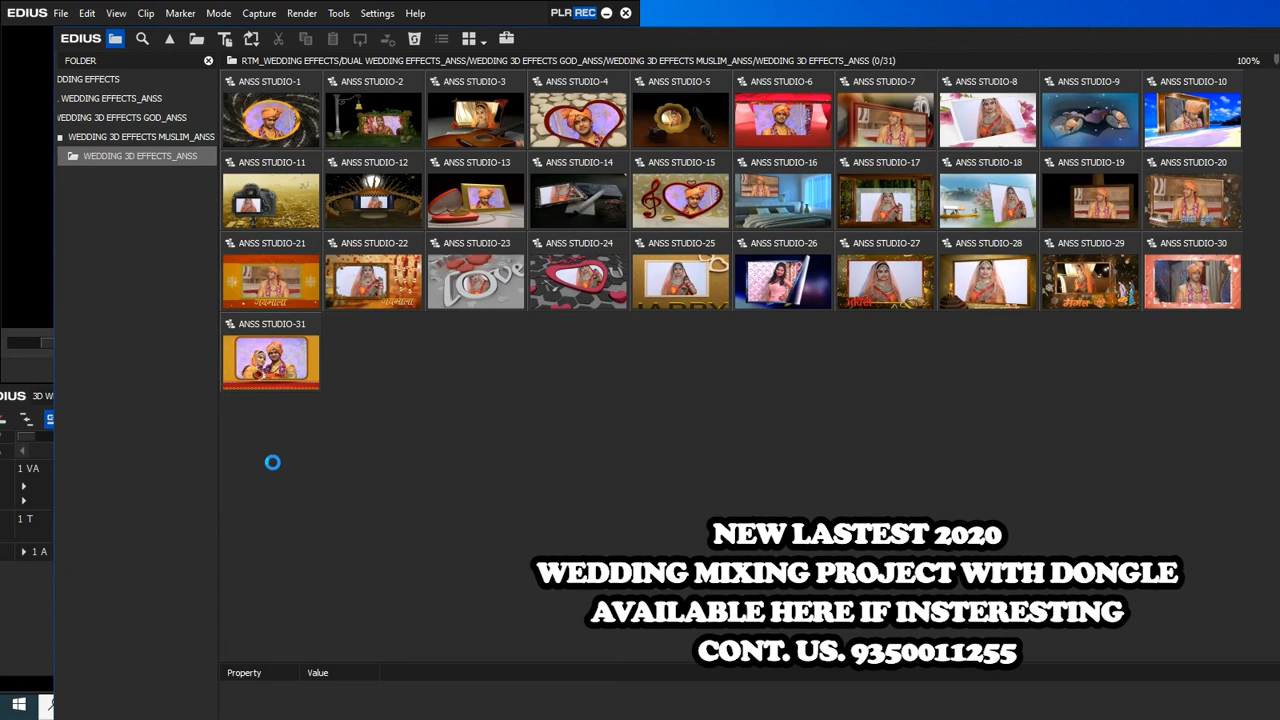 EDIUS File Edit View Clip Marker Mode Capture Render Tools Settings Help PLR REC
EDIUS
FOLDER
RTM_WEDDING EFFECTS/DUAL WEDDING EFFECTS_ANSS/WEDDING 3D EFFECTS GOD_ANSS/WEDDING 3D EFFECTS MUSLIM_ANSS/WEDDING 3D EFFECTS_ANSS (0/31) 100%
DDING EFFECTS
. WEDDING EFFECTS_ANSS
WEDDING 3D EFFECTS GOD_ANSS
WEDDING 3D EFFECTS MUSLIM_ANSS
WEDDING 3D EFFECTS_ANSS
ANSS STUDIO-1 ANSS STUDIO-2 ANSS STUDIO-3 ANSS STUDIO-4 ANSS STUDIO-5 ANSS STUDIO-6 ANSS STUDIO-7 ANSS STUDIO-8 ANSS STUDIO-9 ANSS STUDIO-10
ANSS STUDIO-11 ANSS STUDIO-12 ANSS STUDIO-13 ANSS STUDIO-14 ANSS STUDIO-15 ANSS STUDIO-16 ANSS STUDIO-17 ANSS STUDIO-18 ANSS STUDIO-19 ANSS STUDIO-20
ANSS STUDIO-21 ANSS STUDIO-22 ANSS STUDIO-23 ANSS STUDIO-24 ANSS STUDIO-25 ANSS STUDIO-26 ANSS STUDIO-27 ANSS STUDIO-28 ANSS STUDIO-29 ANSS STUDIO-30
जयमाला जयमाला LOVE
ANSS STUDIO-31
DIUS 3D W
1 VA
1 T
1 A
NEW LASTEST 2020
WEDDING MIXING PROJECT WITH DONGLE
AVAILABLE HERE IF INSTERESTING
CONT. US. 9350011255
Property Value